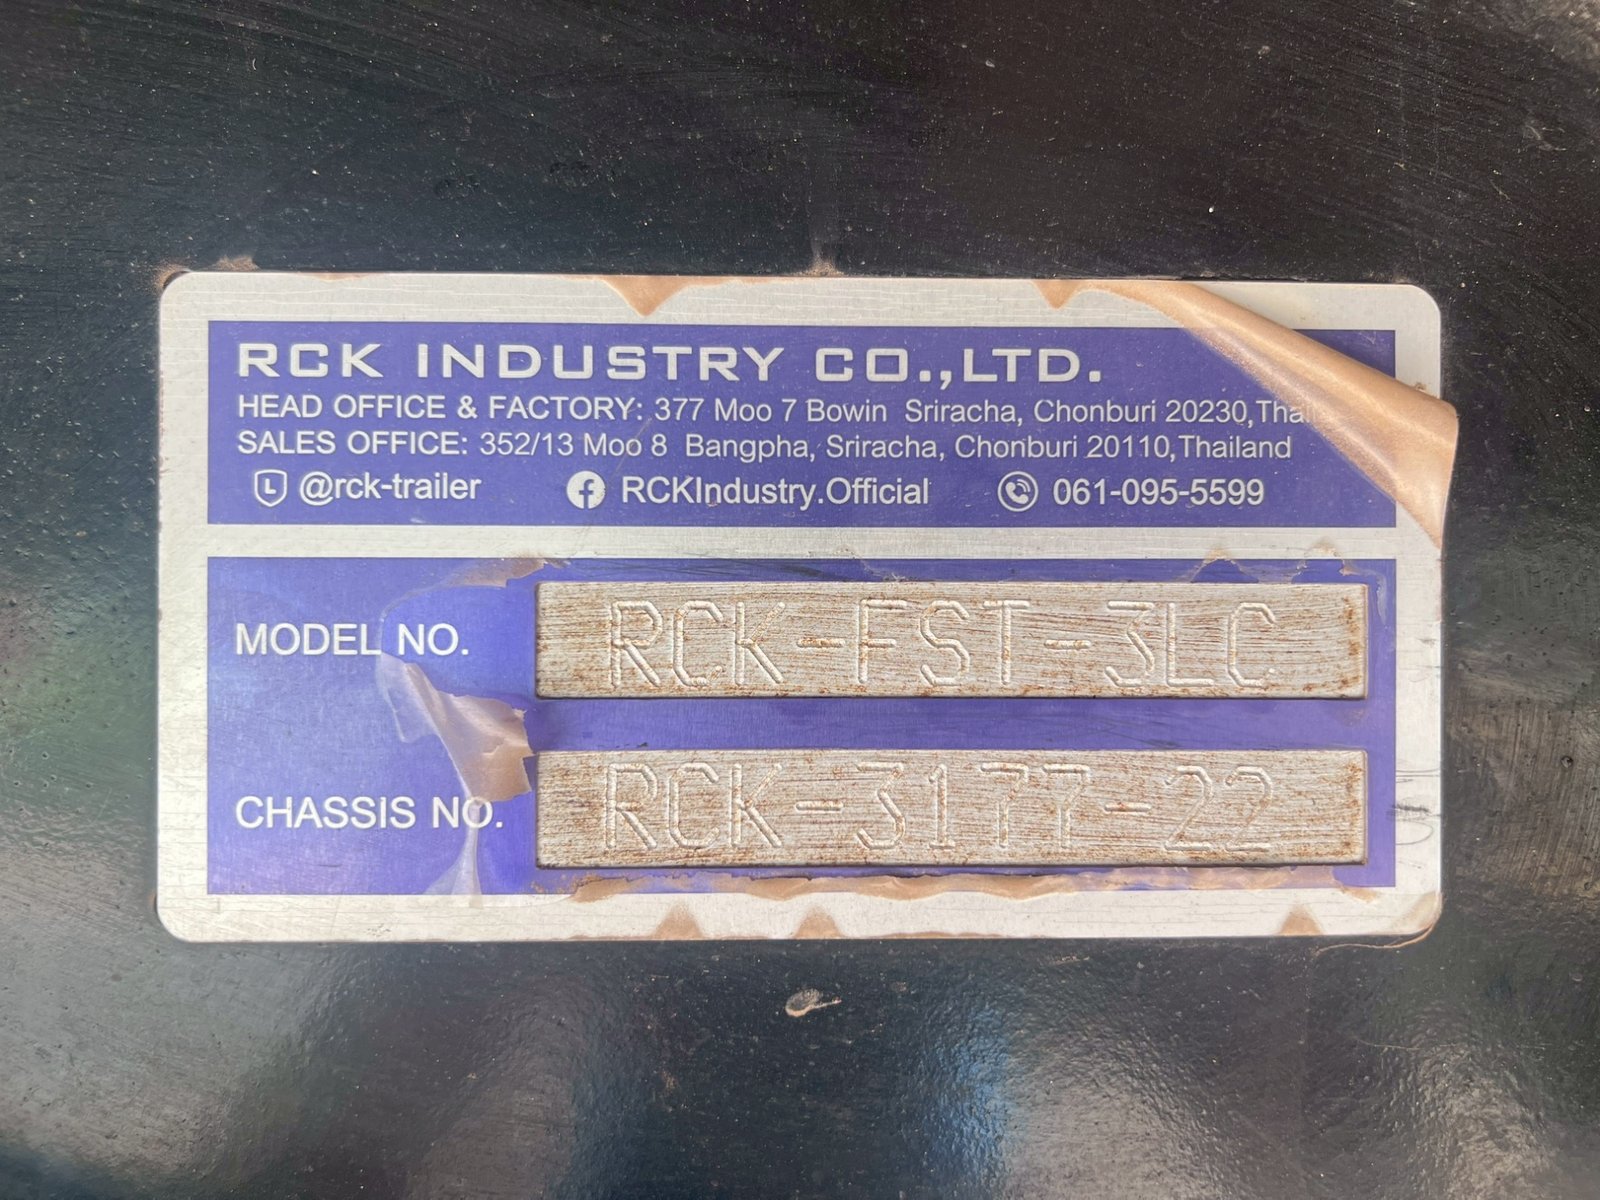 RCK INDUSTRY CO.,LTD.
HEAD OFFICE & FACTORY: 377 Moo 7 Bowin Sriracha, Chonburi 20230,
SALES OFFICE: 352/13 Moo 8 Bangpha, Sriracha, Chonburi 20110,Thailand
@rck-trailer RCKIndustry.Official 061-095-5599
MODEL NO. RCK-FST-3LC
CHASSIS NO. RCK-3177-22